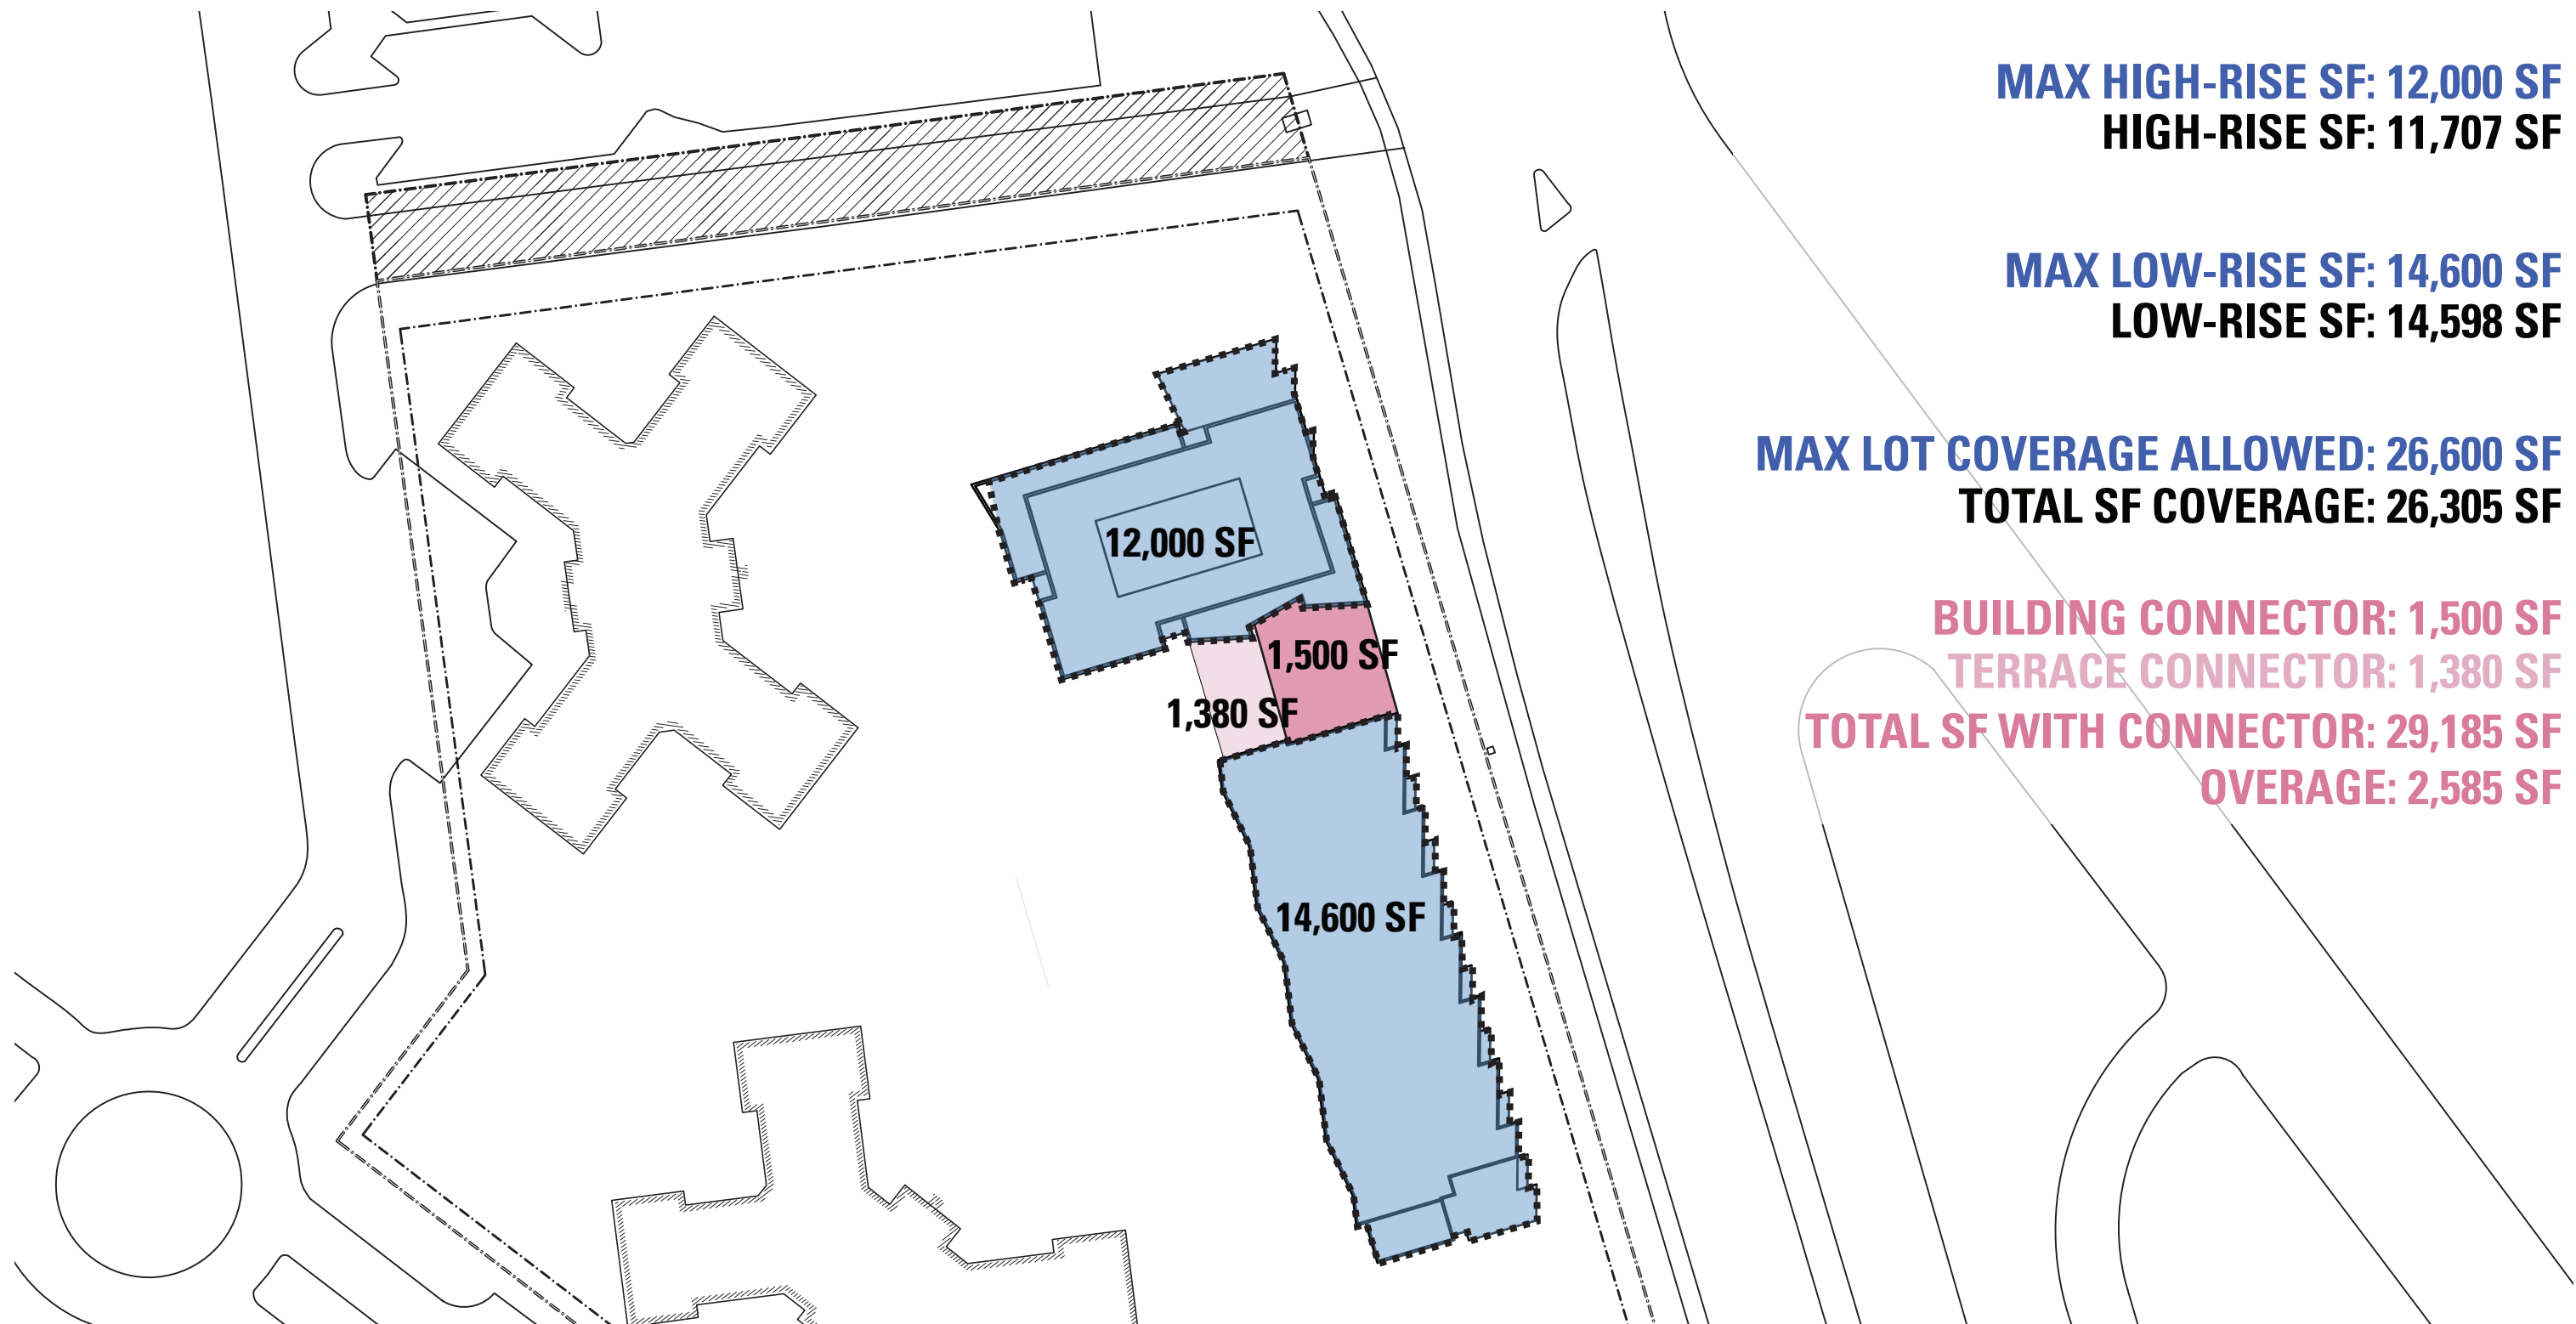 MAX HIGH-RISE SF: 12,000 SF
HIGH-RISE SF: 11,707 SF
MAX LOW-RISE SF: 14,600 SF
LOW-RISE SF: 14,598 SF
MAX LOT COVERAGE ALLOWED: 26,600 SF
TOTAL SF COVERAGE: 26,305 SF
BUILDING CONNECTOR: 1,500 SF
TERRACE CONNECTOR: 1,380 SF
TOTAL SF WITH CONNECTOR: 29,185 SF
OVERAGE: 2,585 SF
12,000 SF
1,500 SF
1,380 SF
14,600 SF